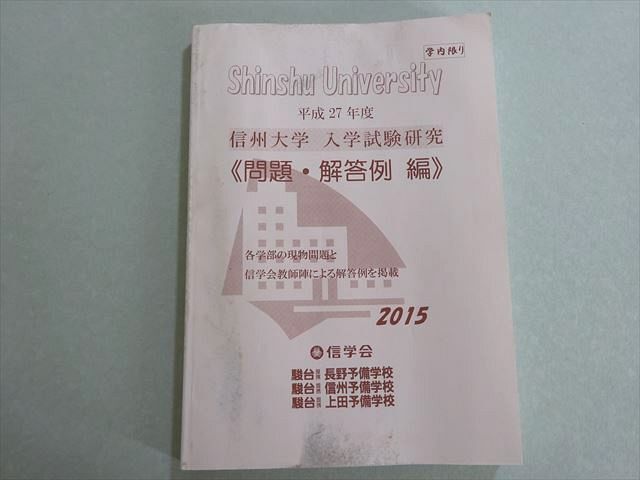 学内限り
Shinshu University
平成27年度
信州大学 入学試験研究
《問題・解答例 編》
各学部の現物問題と
信学会教師陣による解答例を掲載
2015
信学会
駿台 長野予備学校
駿台 信州予備学校
駿台 上田予備学校